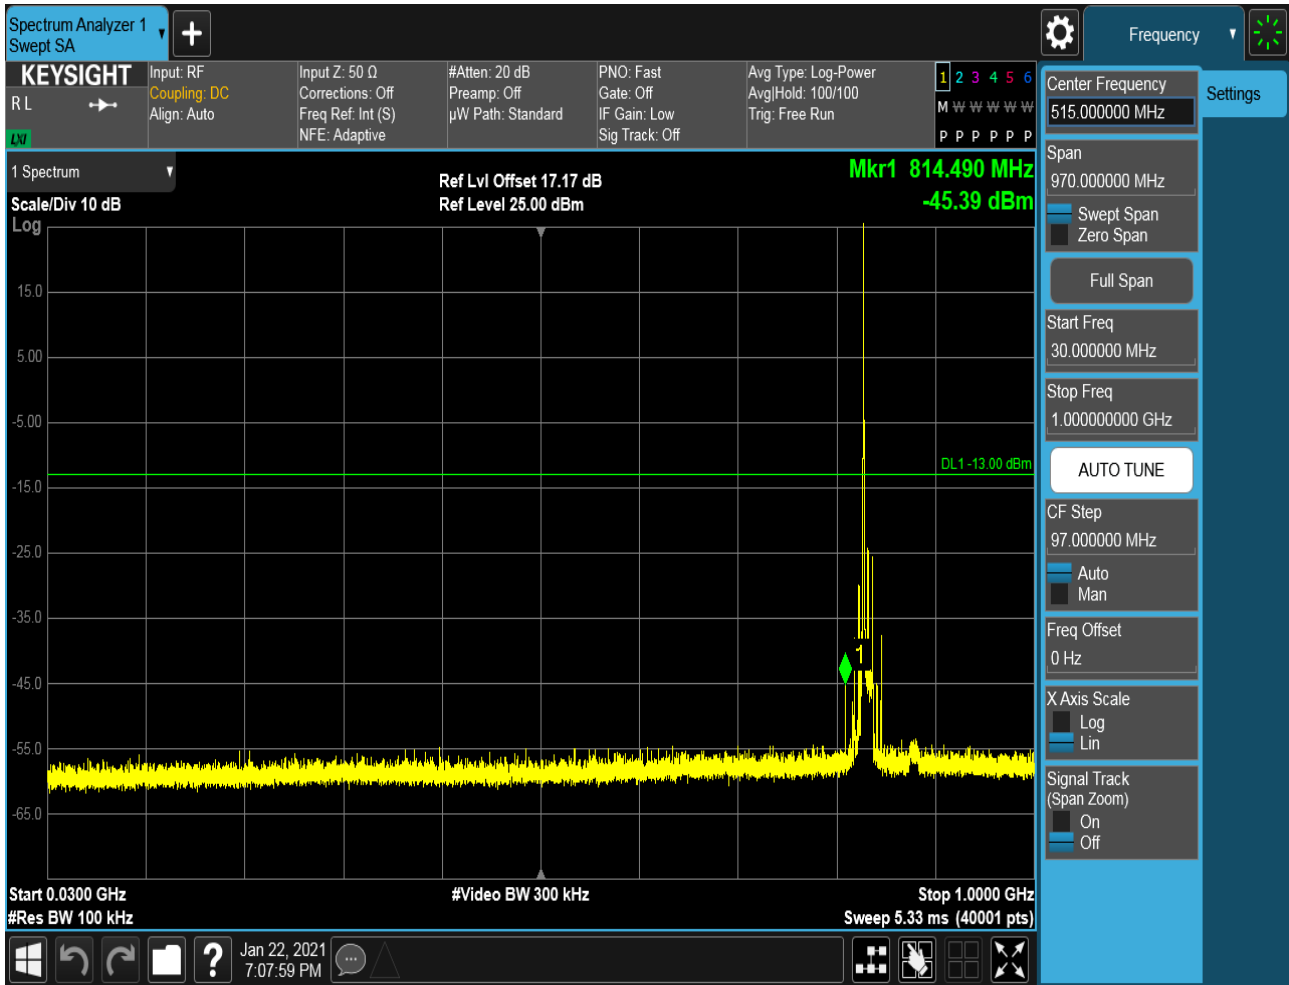 Spectrum Analyzer 1
Swept SA
Frequency
KEYSIGHT
R L
LXI
Input: RF
Coupling: DC
Align: Auto
Input Z: 50 Ω
Corrections: Off
Freq Ref: Int (S)
NFE: Adaptive
#Atten: 20 dB
Preamp: Off
µW Path: Standard
PNO: Fast
Gate: Off
IF Gain: Low
Sig Track: Off
Avg Type: Log-Power
Avg|Hold: 100/100
Trig: Free Run
1 2 3 4 5 6
M W W W W W
P P P P P P
1 Spectrum
Scale/Div 10 dB
Log
Ref Lvl Offset 17.17 dB
Ref Level 25.00 dBm
Mkr1 814.490 MHz
-45.39 dBm
15.0
5.00
-5.00
DL1 -13.00 dBm
-15.0
-25.0
-35.0
1
-45.0
-55.0
-65.0
Start 0.0300 GHz
#Video BW 300 kHz
Stop 1.0000 GHz
#Res BW 100 kHz
Sweep 5.33 ms (40001 pts)
Jan 22, 2021
7:07:59 PM
?
Center Frequency
515.000000 MHz
Settings
Span
970.000000 MHz
Swept Span
Zero Span
Full Span
Start Freq
30.000000 MHz
Stop Freq
1.000000000 GHz
AUTO TUNE
CF Step
97.000000 MHz
Auto
Man
Freq Offset
0 Hz
X Axis Scale
Log
Lin
Signal Track
(Span Zoom)
On
Off